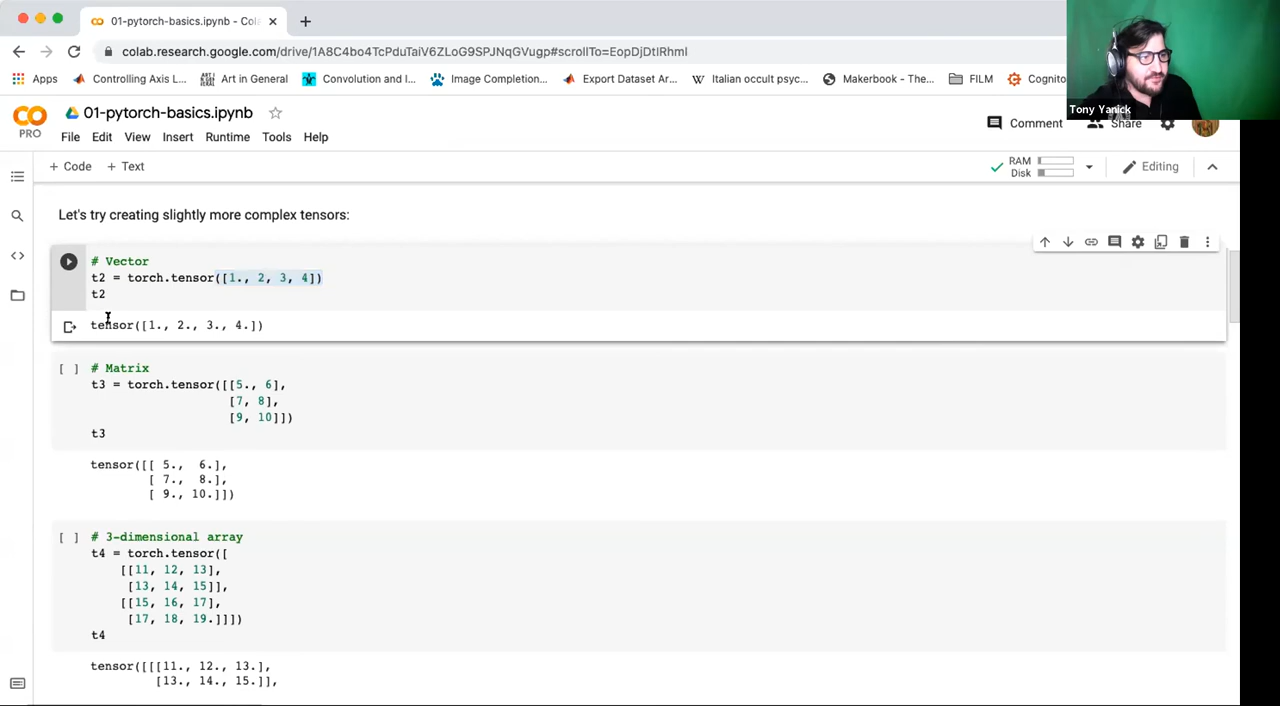 01-pytorch-basics.ipynb - Col
colab.research.google.com/drive/1A8C4bo4TcPduTaiV6ZLoG9SPJNqGVugp#scrollTo=EopDjDtIRhmI
Apps Controlling Axis L... Art in General Convolution and I... Image Completion... Export Dataset Ar... Italian occult psyc... Makerbook - The... FILM Cognito
Tony Yanick
01-pytorch-basics.ipynb
PRO
Comment Share
File Edit View Insert Runtime Tools Help
+ Code + Text
RAM
Disk
Editing
Let's try creating slightly more complex tensors:
# Vector
t2 = torch.tensor([1., 2, 3, 4])
t2
tensor([1., 2., 3., 4.])
[ ] # Matrix
t3 = torch.tensor([[5., 6],
[7, 8],
[9, 10]])
t3
tensor([[ 5., 6.],
[ 7., 8.],
[ 9., 10.]])
[ ] # 3-dimensional array
t4 = torch.tensor([
[[11, 12, 13],
[13, 14, 15]],
[[15, 16, 17],
[17, 18, 19.]]])
t4
tensor([[[11., 12., 13.],
[13., 14., 15.]],